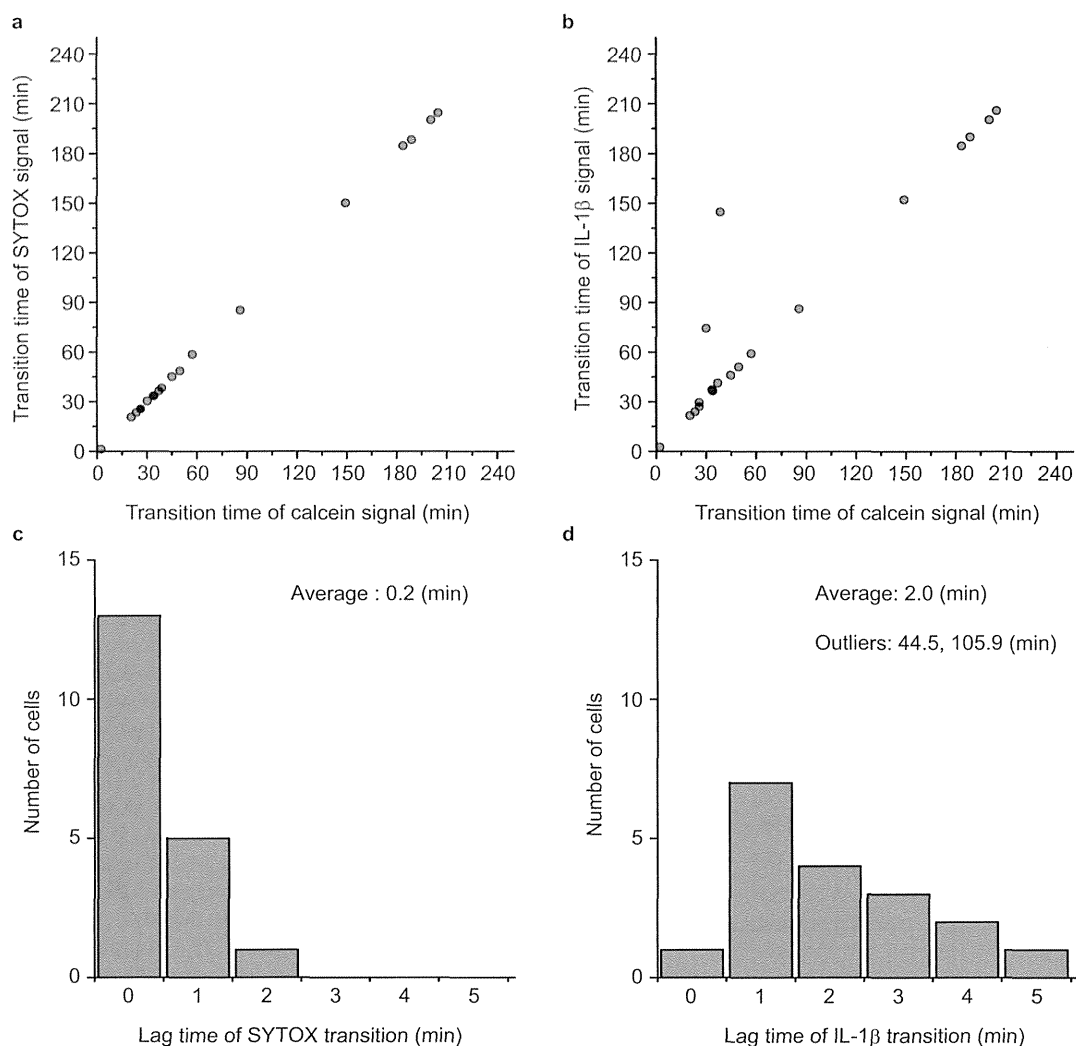 a
b
240
210
180
150
120
90
60
30
0
Transition time of SYTOX signal (min)
0 30 60 90 120 150 180 210 240
Transition time of calcein signal (min)
240
210
180
150
120
90
60
30
0
Transition time of IL-1β signal (min)
0 30 60 90 120 150 180 210 240
Transition time of calcein signal (min)
c
d
15
10
5
0
Number of cells
Average : 0.2 (min)
0 1 2 3 4 5
Lag time of SYTOX transition (min)
15
10
5
0
Number of cells
Average: 2.0 (min)
Outliers: 44.5, 105.9 (min)
0 1 2 3 4 5
Lag time of IL-1β transition (min)